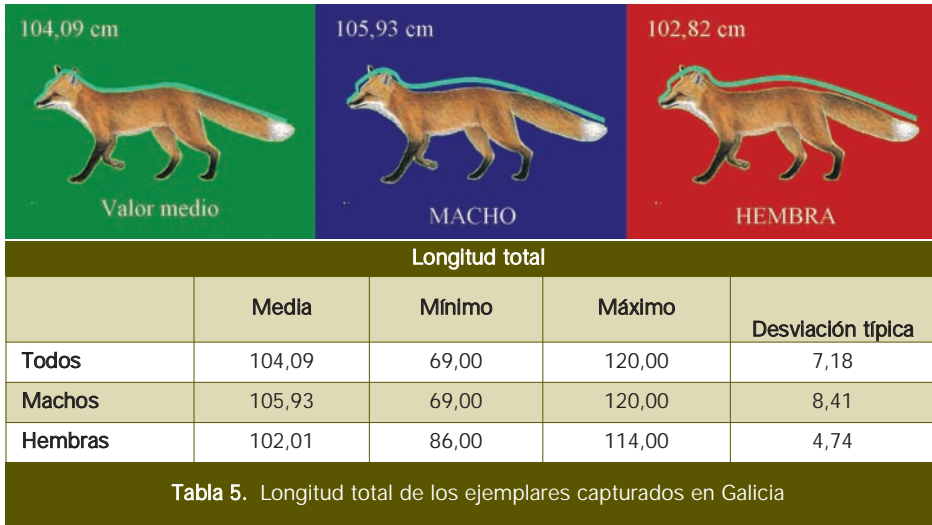 104,09 cm
105,93 cm
102,82 cm
Valor medio
MACHO
HEMBRA
Longitud total
Media Mínimo Máximo Desviación típica
Todos 104,09 69,00 120,00 7,18
Machos 105,93 69,00 120,00 8,41
Hembras 102,01 86,00 114,00 4,74
Tabla 5. Longitud total de los ejemplares capturados en Galicia